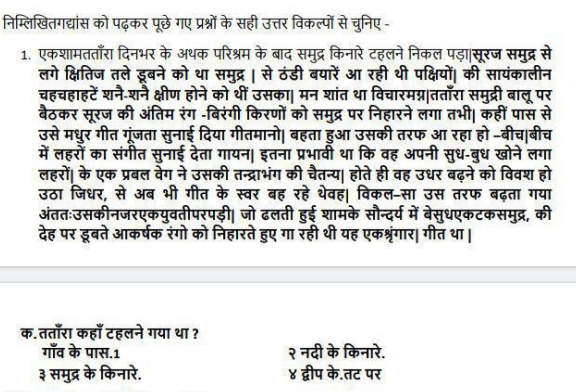 निम्लिखितगद्यांस को पढ़कर पूछे गए प्रश्नों के सही उत्तर विकल्पों से चुनिए -
1. एकशामतताँरा दिनभर के अथक परिश्रम के बाद समुद्र किनारे टहलने निकल पड़ा|सूरज समुद्र से
लगे क्षितिज तले डूबने को था समुद्र | से ठंडी बयारें आ रही थी पक्षियों| की सायंकालीन
चहचहाहटें शनै-शनै क्षीण होने को थीं उसका| मन शांत था विचारमग्न|तताँरा समुद्री बालू पर
बैठकर सूरज की अंतिम रंग -बिरंगी किरणों को समुद्र पर निहारने लगा तभी| कहीं पास से
उसे मधुर गीत गूंजता सुनाई दिया गीतमानो| बहता हुआ उसकी तरफ आ रहा हो –बीच|बीच
में लहरों का संगीत सुनाई देता गायन| इतना प्रभावी था कि वह अपनी सुध-बुध खोने लगा
लहरों| के एक प्रबल वेग ने उसकी तन्द्राभंग की चैतन्य| होते ही वह उधर बढ़ने को विवश हो
उठा जिधर, से अब भी गीत के स्वर बह रहे थेवह| विकल–सा उस तरफ बढ़ता गया
अंततःउसकीनजरएकयुवतीपरपड़ी| जो ढलती हुई शामके सौन्दर्य में बेसुधएकटकसमुद्र, की
देह पर डूबते आकर्षक रंगो को निहारते हुए गा रही थी यह एकश्रृंगार| गीत था |
क.तताँरा कहाँ टहलने गया था ?
गाँव के पास.1 २ नदी के किनारे.
३ समुद्र के किनारे. ४ द्वीप के.तट पर